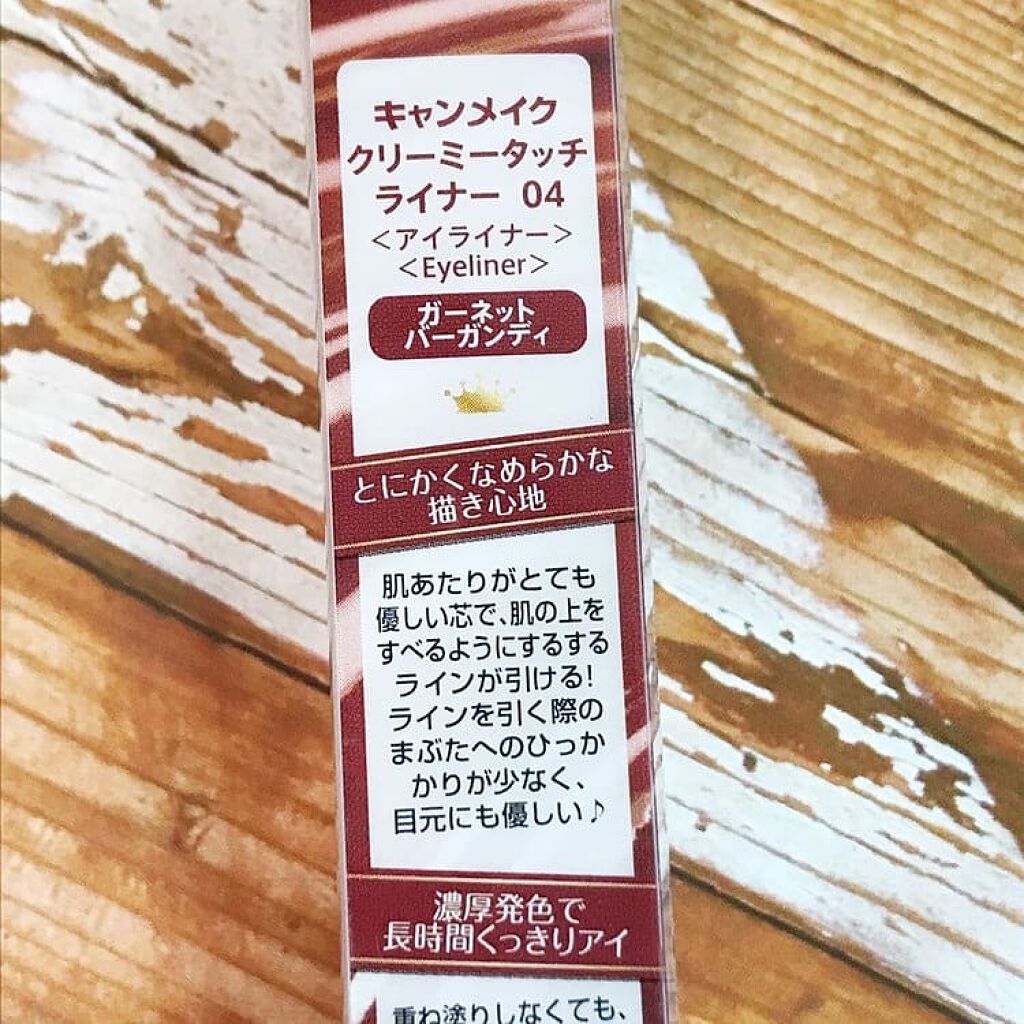 キャンメイク
クリーミータッチ
ライナー 04
＜アイライナー＞
＜Eyeliner＞
ガーネット
バーガンディ
とにかくなめらかな
描き心地
肌あたりがとても
優しい芯で、肌の上を
すべるようにするする
ラインが引ける!
ラインを引く際の
まぶたへのひっか
かりが少なく、
目元にも優しい♪
濃厚発色で
長時間くっきりアイ
重ね塗りしなくても、